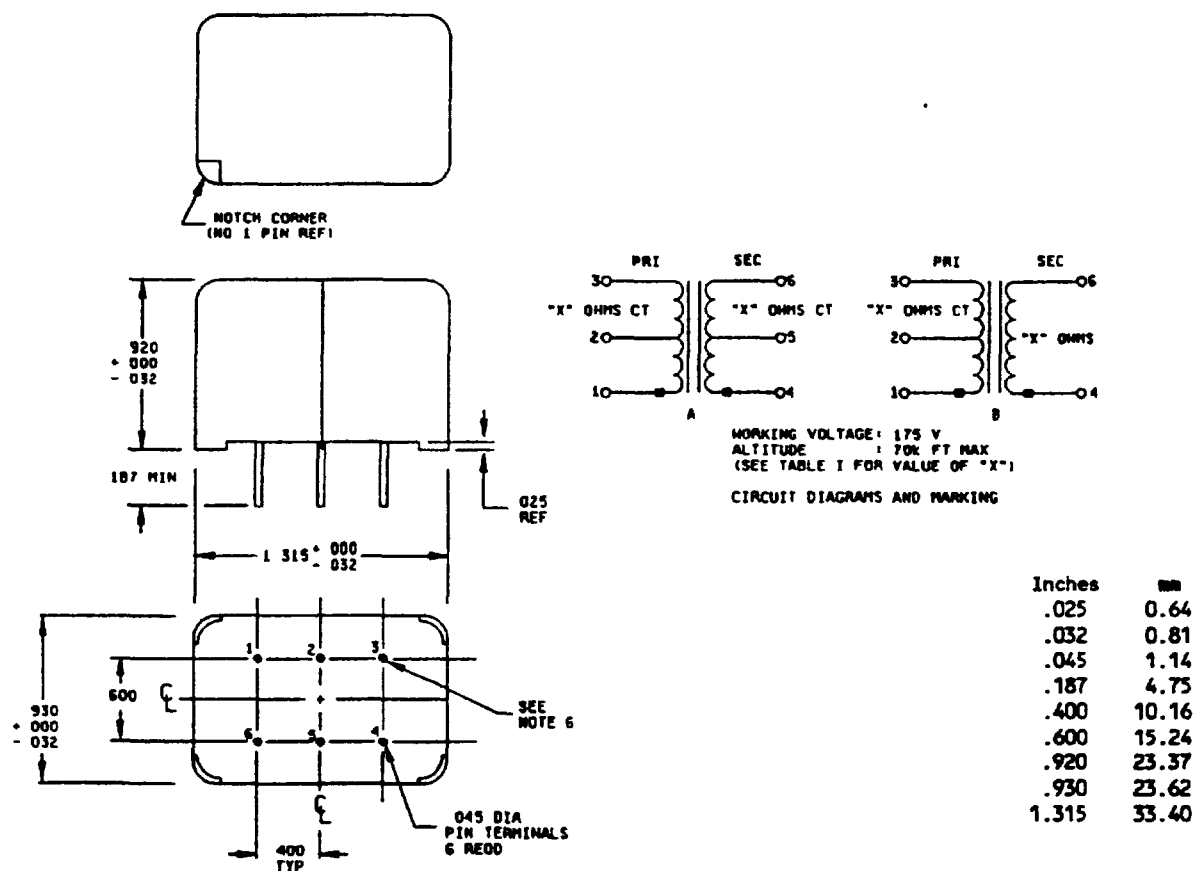 NOTCH CORNER
(NO 1 PIN REF)
920
+ 000
- 032
187 MIN
025
REF
1 315 + 000
- 032
PRI SEC
3 6
"X" OHMS CT "X" OHMS CT
2 5
1 4
A
PRI SEC
3 6
"X" OHMS CT "X" OHMS
2
1 4
B
WORKING VOLTAGE: 175 V
ALTITUDE : 70K FT MAX
(SEE TABLE I FOR VALUE OF "X")
CIRCUIT DIAGRAMS AND MARKING
930
+ 000
- 032
600
CL
1 2 3
6 5 4
SEE
NOTE 6
CL
045 DIA
PIN TERMINALS
6 REQD
400
TYP
Inches mm
.025 0.64
.032 0.81
.045 1.14
.187 4.75
.400 10.16
.600 15.24
.920 23.37
.930 23.62
1.315 33.40